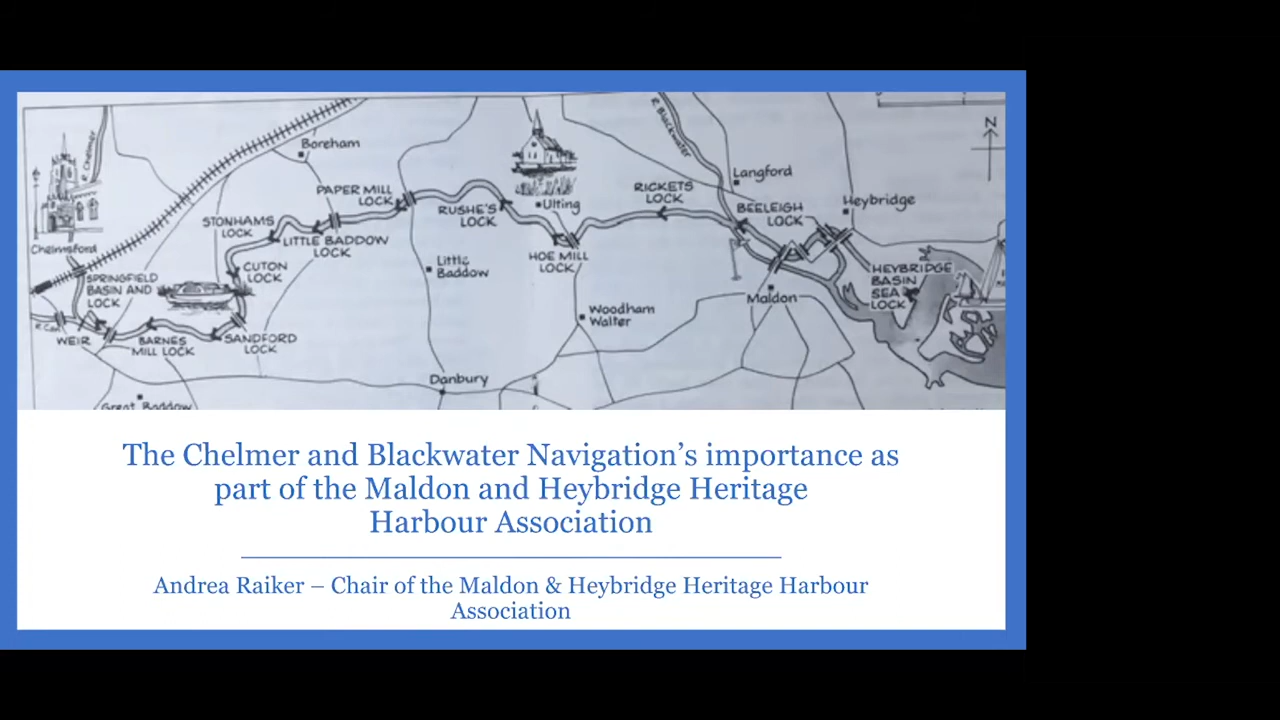 R. Chelmer
Boreham
R. Blackwater
N
Langford
PAPER MILL
LOCK
RICKETS
LOCK
Heybridge
STONHAMS
LOCK
RUSHE'S
LOCK
Ulting
BEELEIGH
LOCK
Chelmsford
LITTLE BADDOW
LOCK
HOE MILL
LOCK
Little
Baddow
CUTON
LOCK
SPRINGFIELD
BASIN AND
LOCK
HEYBRIDGE
BASIN
SEA
LOCK
Maldon
Woodham
Walter
WEIR
BARNES
MILL LOCK
SANDFORD
LOCK
Danbury
Great Baddow
The Chelmer and Blackwater Navigation’s importance as
part of the Maldon and Heybridge Heritage
Harbour Association
Andrea Raiker – Chair of the Maldon & Heybridge Heritage Harbour
Association